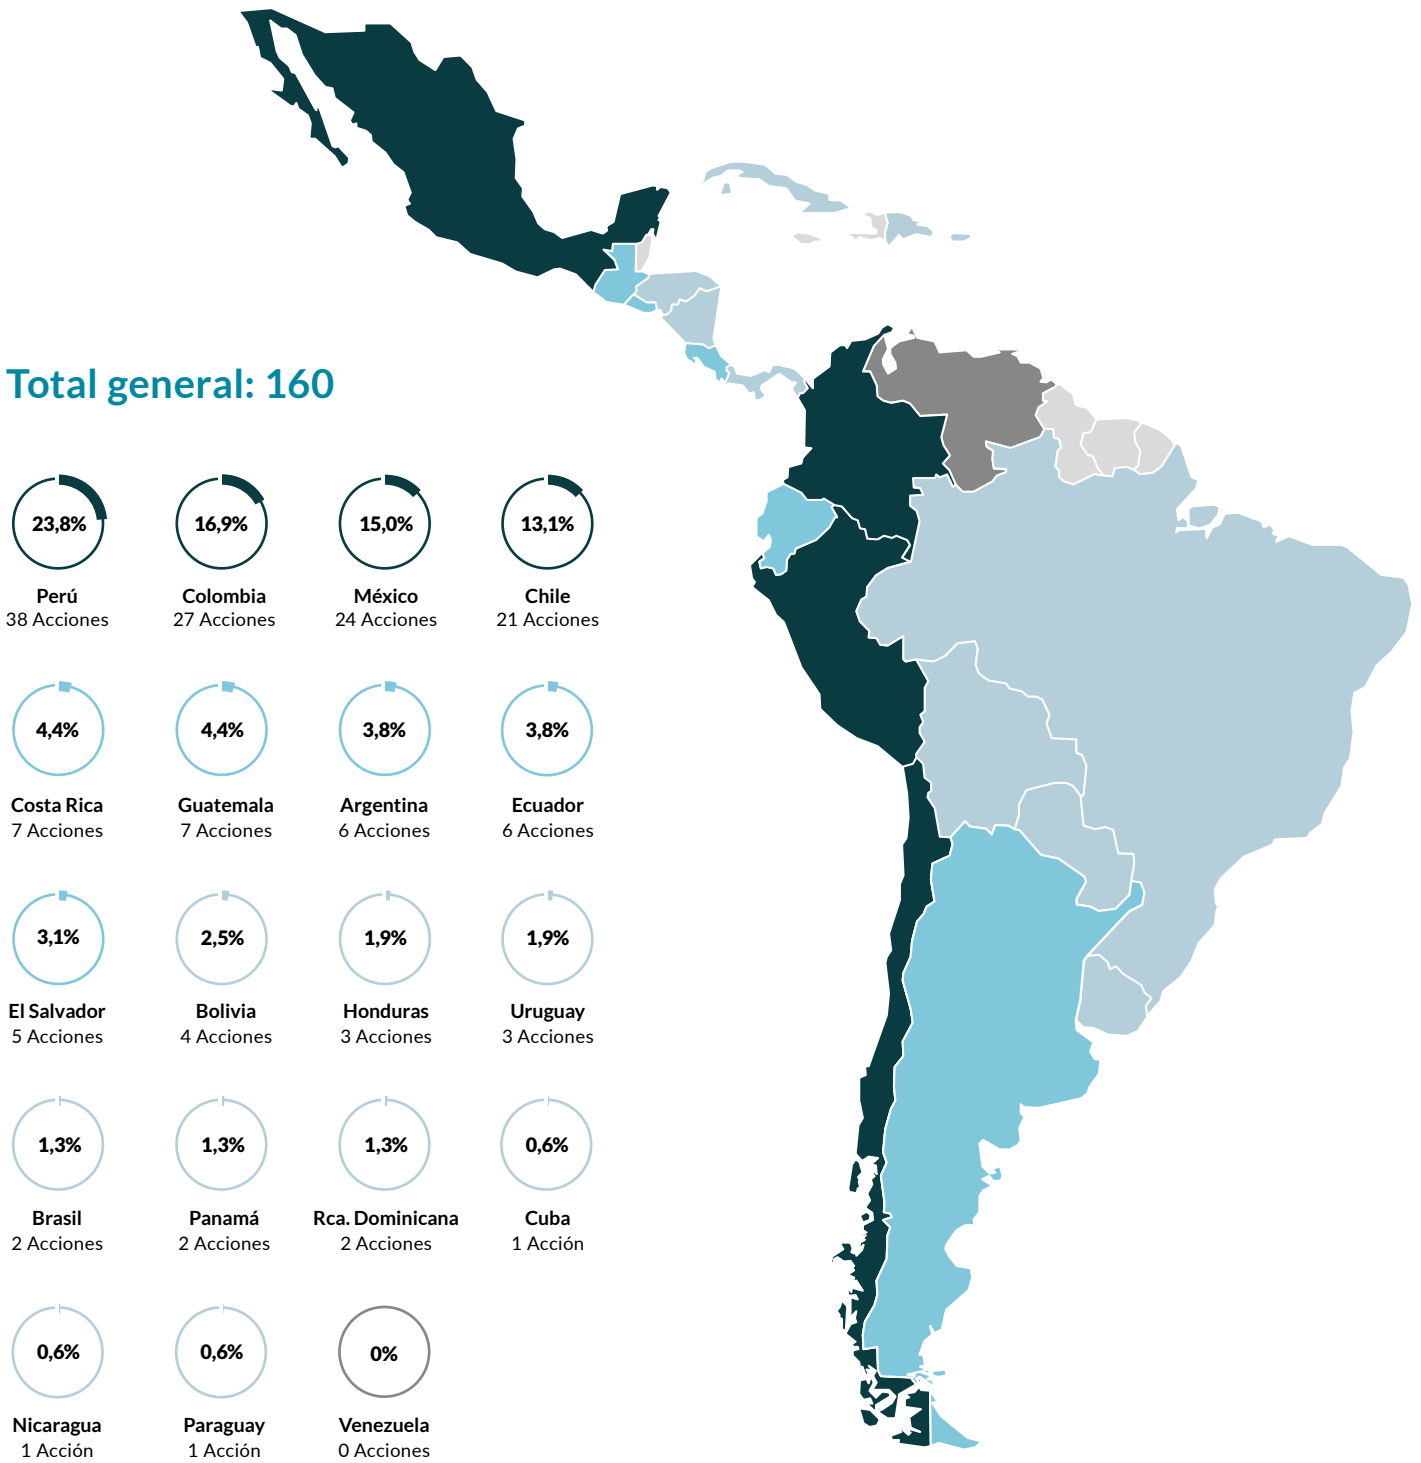 Total general: 160
23,8%
16,9%
15,0%
13,1%
Perú
Colombia
México
Chile
38 Acciones
27 Acciones
24 Acciones
21 Acciones
4,4%
4,4%
3,8%
3,8%
Costa Rica
Guatemala
Argentina
Ecuador
7 Acciones
7 Acciones
6 Acciones
6 Acciones
3,1%
2,5%
1,9%
1,9%
El Salvador
Bolivia
Honduras
Uruguay
5 Acciones
4 Acciones
3 Acciones
3 Acciones
1,3%
1,3%
1,3%
0,6%
Brasil
Panamá
Rca. Dominicana
Cuba
2 Acciones
2 Acciones
2 Acciones
1 Acción
0,6%
0,6%
0%
Nicaragua
Paraguay
Venezuela
1 Acción
1 Acción
0 Acciones